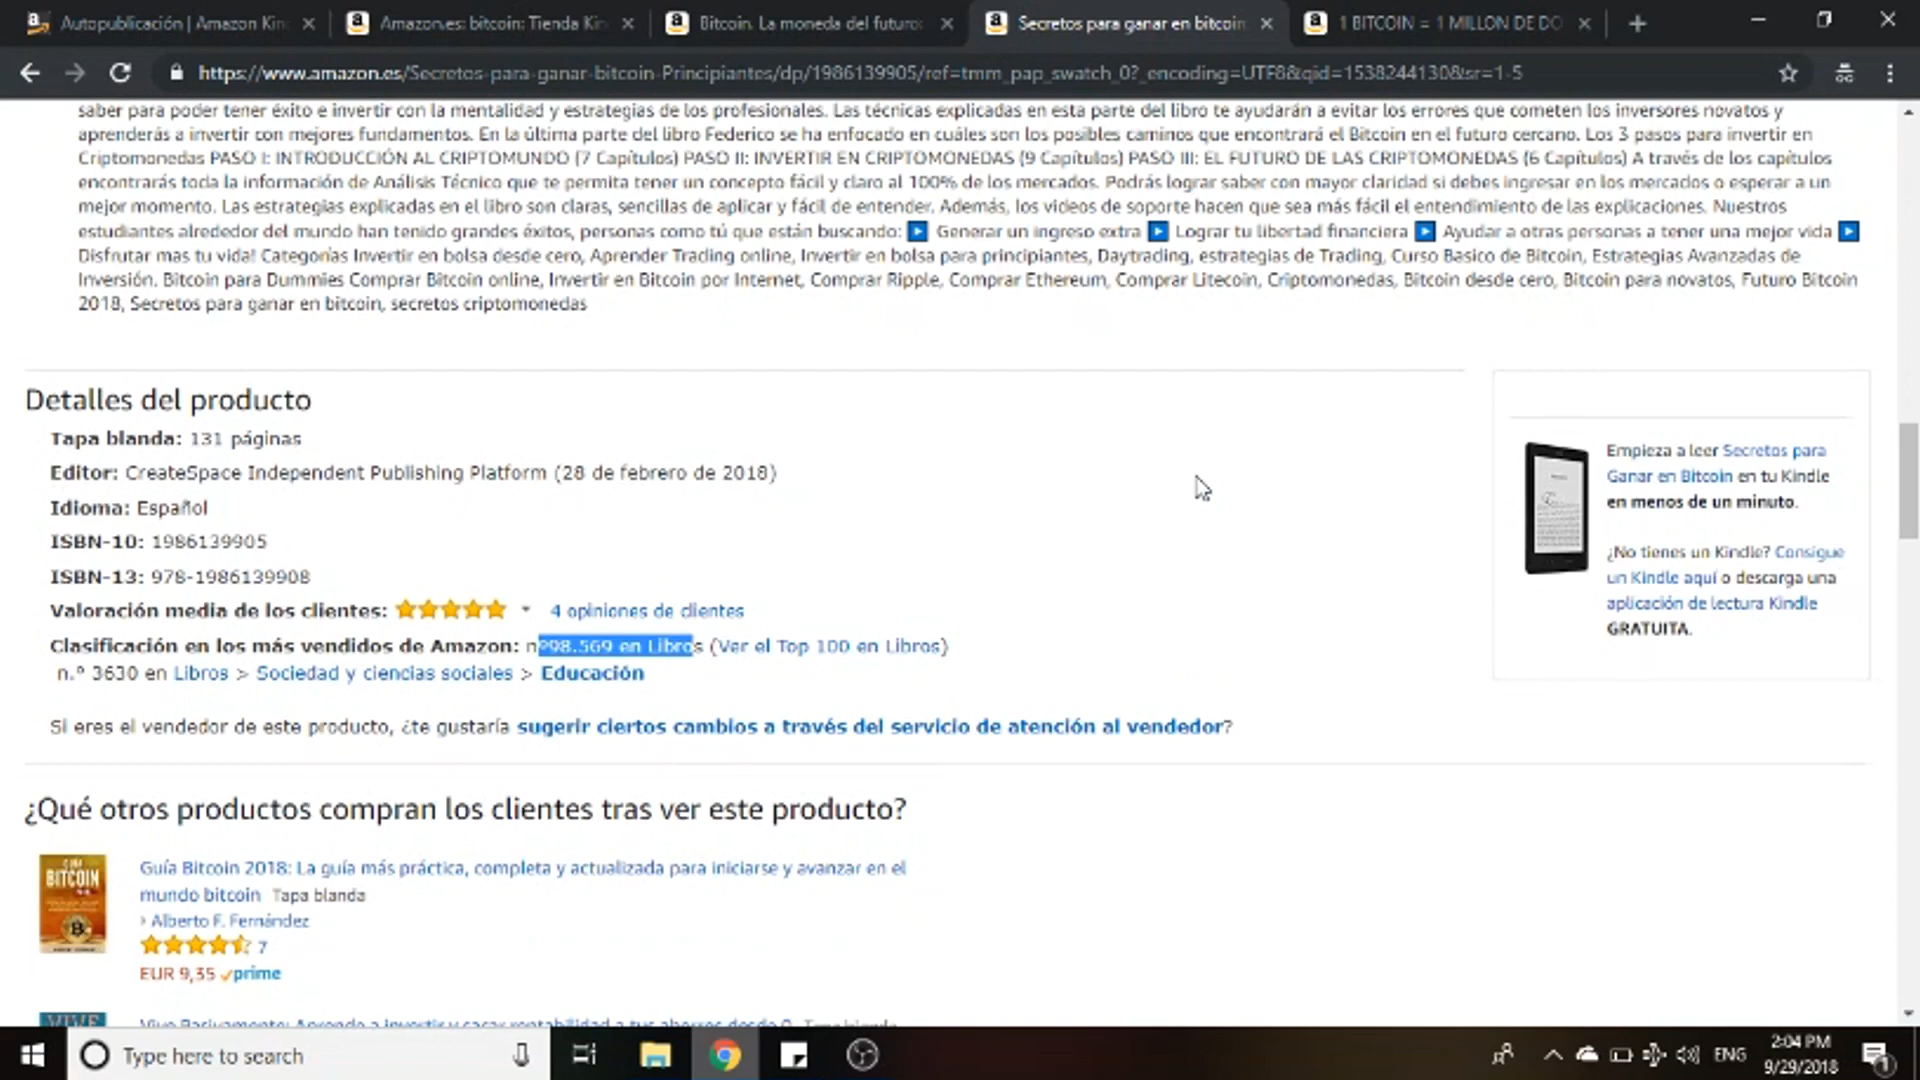 Autopublicación | Amazon Kin
Amazon.es: bitcoin: Tienda Kin
Bitcoin. La moneda del futuro:
Secretos para ganar en bitcoin
1 BITCOIN = 1 MILLON DE DO
https://www.amazon.es/Secretos-para-ganar-bitcoin-Principiantes/dp/1986139905/ref=tmm_pap_swatch_0?_encoding=UTF8&qid=1538244130&sr=1-5
saber para poder tener éxito e invertir con la mentalidad y estrategias de los profesionales. Las técnicas explicadas en esta parte del libro te ayudarán a evitar los errores que cometen los inversores novatos y
aprenderás a invertir con mejores fundamentos. En la última parte del libro Federico se ha enfocado en cuáles son los posibles caminos que encontrará el Bitcoin en el futuro cercano. Los 3 pasos para invertir en
Criptomonedas PASO I: INTRODUCCIÓN AL CRIPTOMUNDO (7 Capítulos) PASO II: INVERTIR EN CRIPTOMONEDAS (9 Capítulos) PASO III: EL FUTURO DE LAS CRIPTOMONEDAS (6 Capítulos) A través de los capítulos
encontrarás toda la información de Análisis Técnico que te permita tener un concepto fácil y claro al 100% de los mercados. Podrás lograr saber con mayor claridad si debes ingresar en los mercados o esperar a un
mejor momento. Las estrategias explicadas en el libro son claras, sencillas de aplicar y fácil de entender. Además, los videos de soporte hacen que sea más fácil el entendimiento de las explicaciones. Nuestros
estudiantes alrededor del mundo han tenido grandes éxitos, personas como tú que están buscando: ▶ Generar un ingreso extra ▶ Lograr tu libertad financiera ▶ Ayudar a otras personas a tener una mejor vida ▶
Disfrutar mas tu vida! Categorías Invertir en bolsa desde cero, Aprender Trading online, Invertir en bolsa para principiantes, Daytrading, estrategias de Trading, Curso Basico de Bitcoin, Estrategias Avanzadas de
Inversión. Bitcoin para Dummies Comprar Bitcoin online, Invertir en Bitcoin por Internet, Comprar Ripple, Comprar Ethereum, Comprar Litecoin, Criptomonedas, Bitcoin desde cero, Bitcoin para novatos, Futuro Bitcoin
2018, Secretos para ganar en bitcoin, secretos criptomonedas
Detalles del producto
Tapa blanda: 131 páginas
Editor: CreateSpace Independent Publishing Platform (28 de febrero de 2018)
Idioma: Español
ISBN-10: 1986139905
ISBN-13: 978-1986139908
Valoración media de los clientes: 4 opiniones de clientes
Clasificación en los más vendidos de Amazon: nº98.569 en Libros (Ver el Top 100 en Libros)
n.° 3630 en Libros > Sociedad y ciencias sociales > Educación
Si eres el vendedor de este producto, ¿te gustaría sugerir ciertos cambios a través del servicio de atención al vendedor?
Empieza a leer Secretos para
Ganar en Bitcoin en tu Kindle
en menos de un minuto.
¿No tienes un Kindle? Consigue
un Kindle aquí o descarga una
aplicación de lectura Kindle
GRATUITA.
¿Qué otros productos compran los clientes tras ver este producto?
BITCOIN
Guía Bitcoin 2018: La guía más práctica, completa y actualizada para iniciarse y avanzar en el
mundo bitcoin Tapa blanda
› Alberto F. Fernández
7
EUR 9,35 prime
VIVE
Vive Pasivamente: Aprende a invertir y sacar rentabilidad a tus ahorros desde 0 Tapa blanda
Type here to search
ENG
2:04 PM
9/29/2018
1